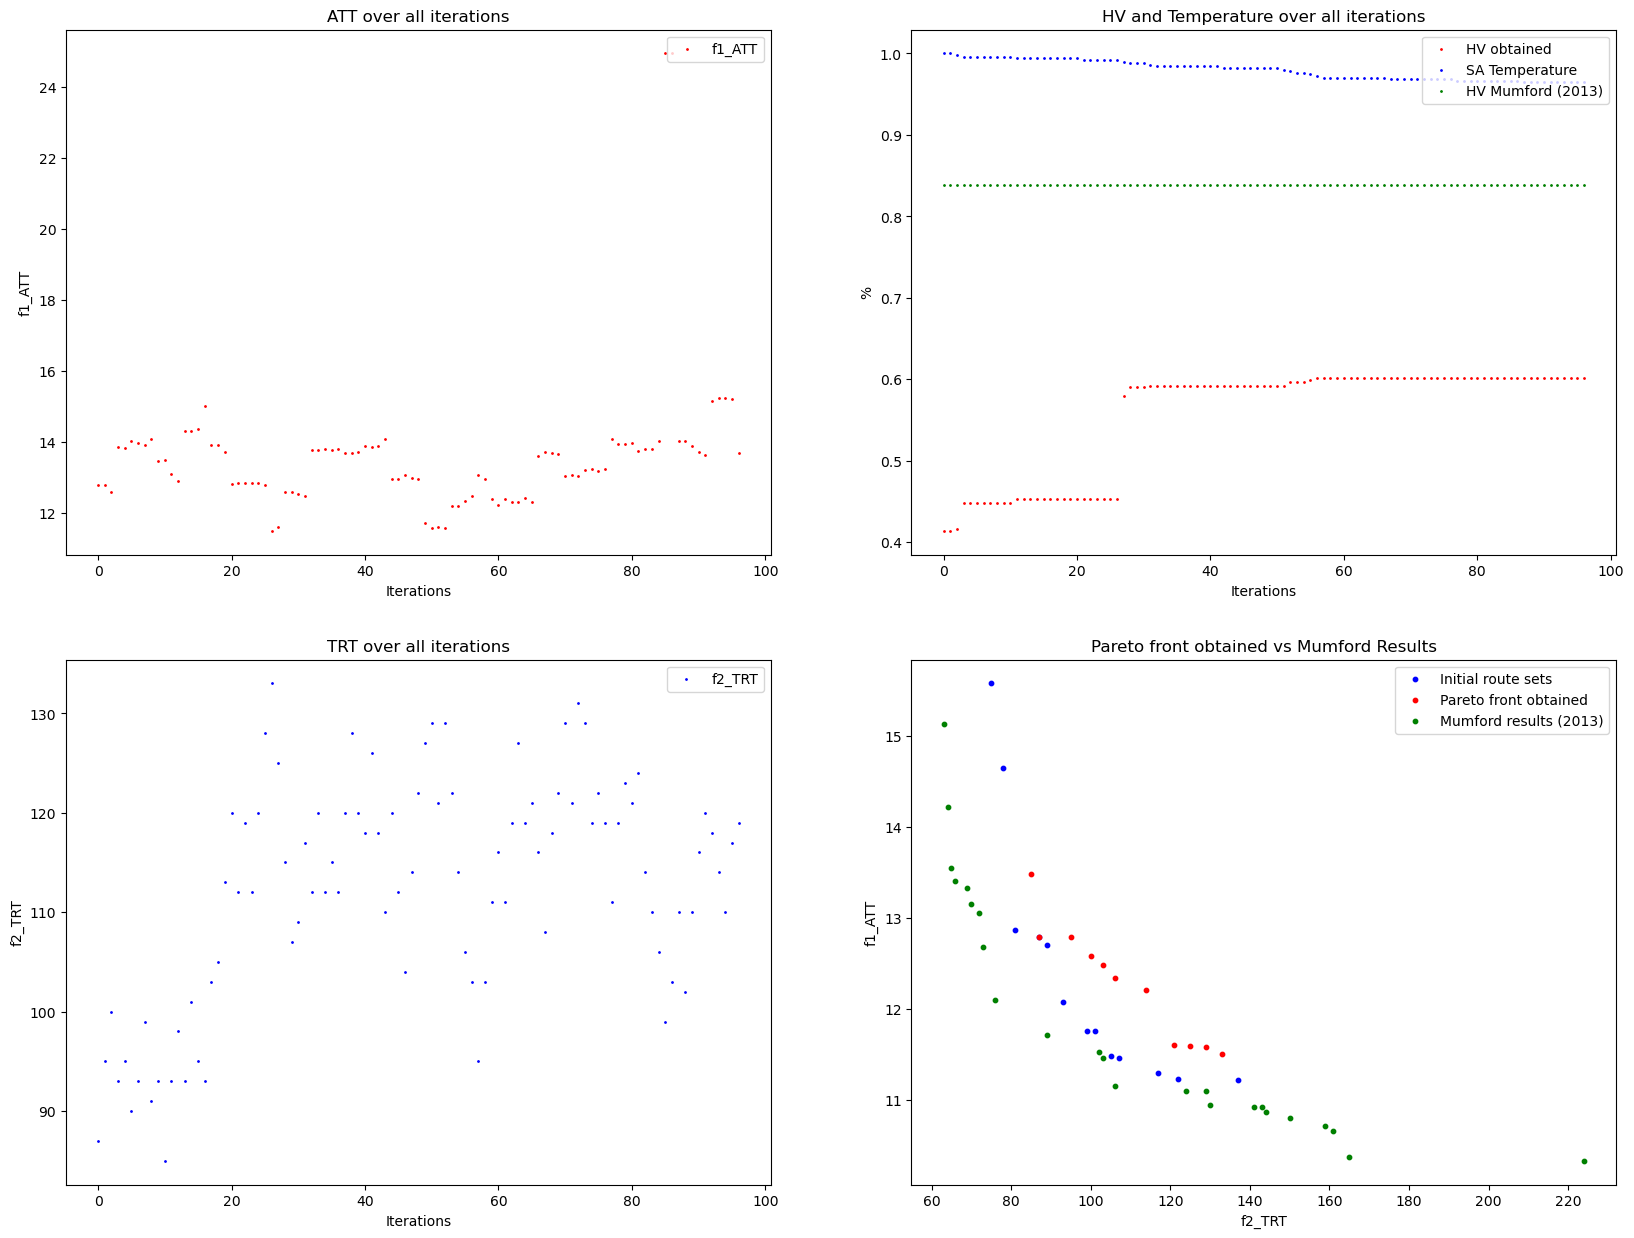 ATT over all iterations
f1_ATT
24
22
20
18
16
14
12
f1_ATT
0 20 40 60 80 100
Iterations
HV and Temperature over all iterations
HV obtained
SA Temperature
HV Mumford (2013)
1.0
0.9
0.8
0.7
0.6
0.5
0.4
%
0 20 40 60 80 100
Iterations
TRT over all iterations
f2_TRT
130
120
110
100
90
f2_TRT
0 20 40 60 80 100
Iterations
Pareto front obtained vs Mumford Results
Initial route sets
Pareto front obtained
Mumford results (2013)
15
14
13
12
11
f1_ATT
60 80 100 120 140 160 180 200 220
f2_TRT